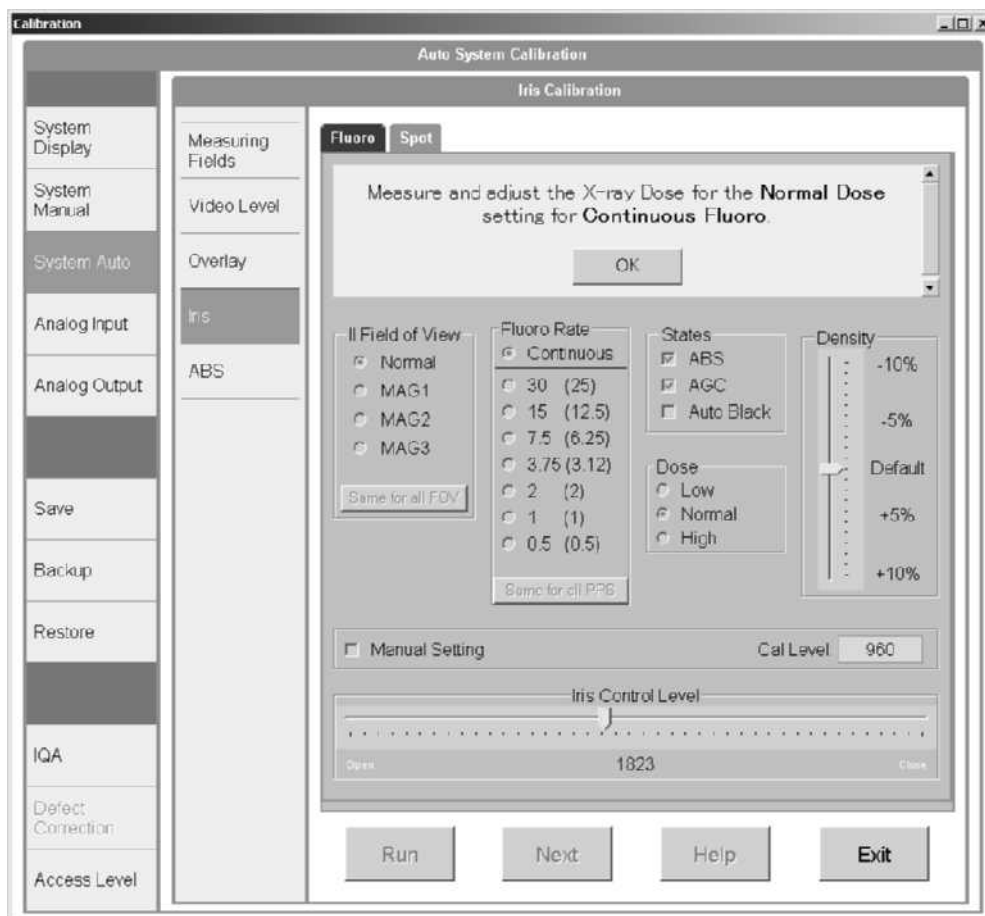 Calibration
Auto System Calibration
Iris Calibration
System
Display
System
Manual
System Auto
Analog Input
Analog Output
Save
Backup
Restore
IQA
Defect
Correction
Access Level
Measuring
Fields
Video Level
Overlay
Iris
ABS
Fluoro
Spot
Measure and adjust the X-ray Dose for the Normal Dose
setting for Continuous Fluoro.
OK
II Field of View
Normal
MAG1
MAG2
MAG3
Same for all FOV
Fluoro Rate
Continuous
30 (25)
15 (12.5)
7.5 (6.25)
3.75 (3.12)
2 (2)
1 (1)
0.5 (0.5)
Same for all PPS
States
ABS
AGC
Auto Black
Dose
Low
Normal
High
Density
-10%
-5%
Default
+5%
+10%
Manual Setting
Cal Level 960
Iris Control Level
Open 1823 Close
Run
Next
Help
Exit